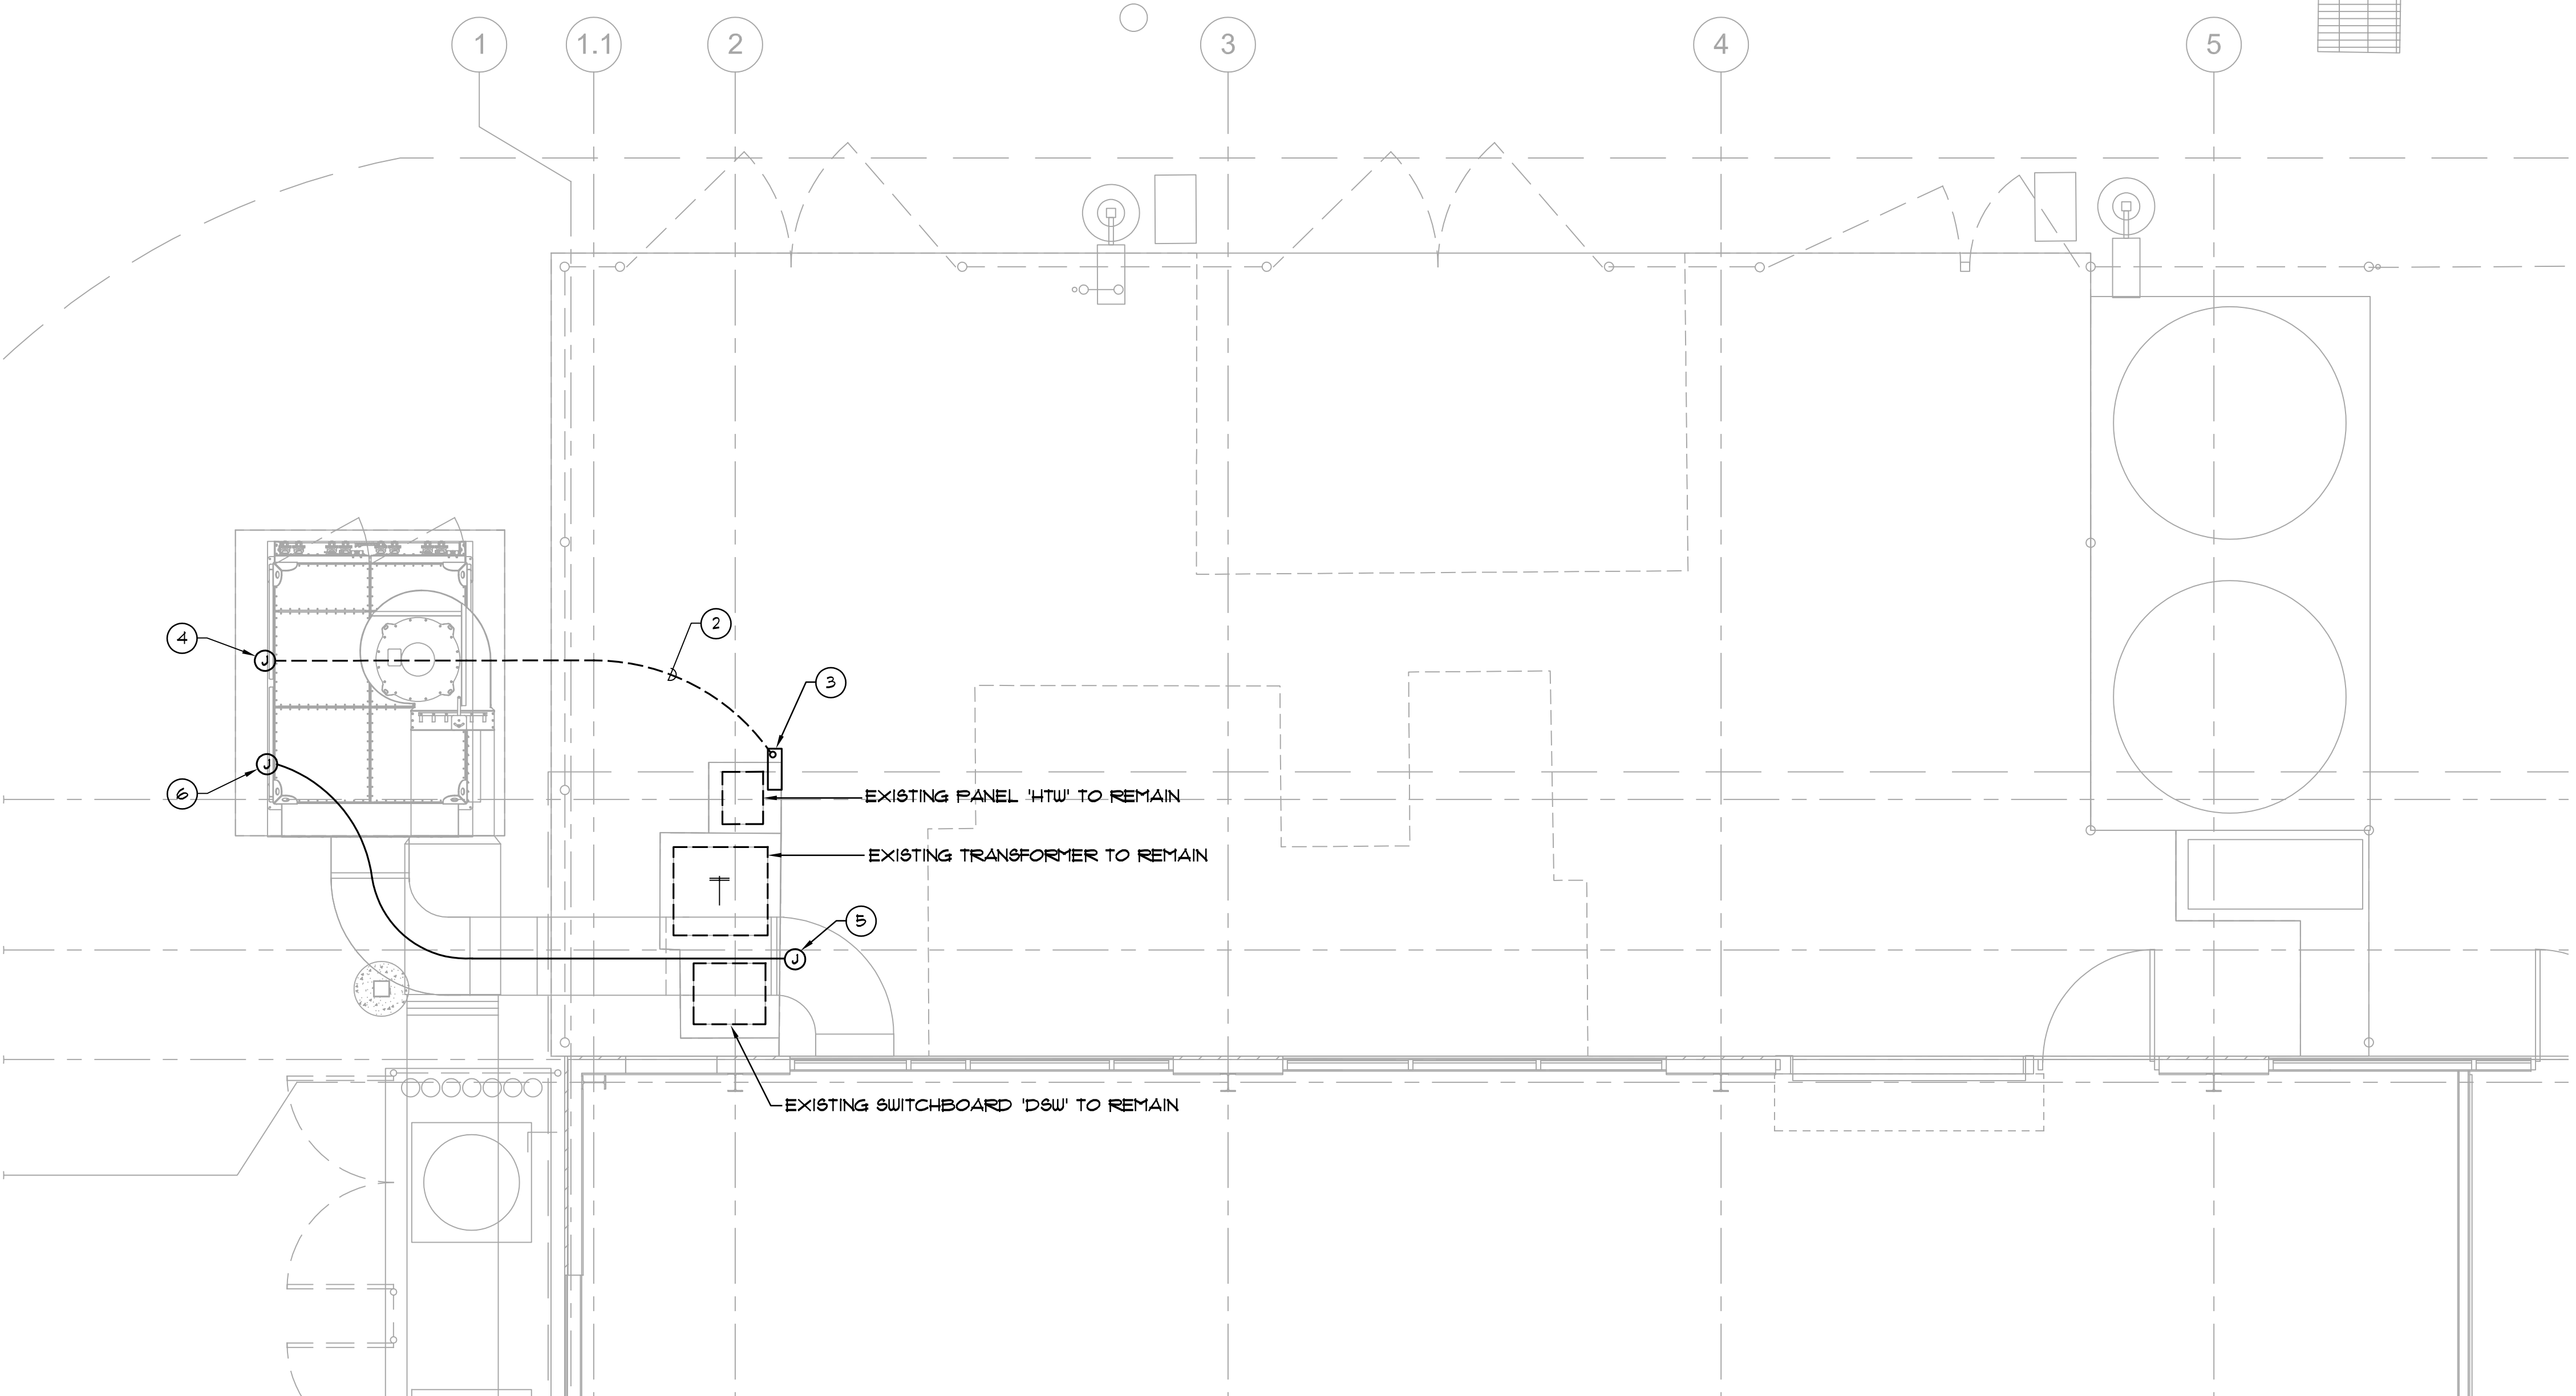 1 1.1 2 3 4 5
2
4
J
3
J
6
EXISTING PANEL 'HTW' TO REMAIN
EXISTING TRANSFORMER TO REMAIN
T
5
J
EXISTING SWITCHBOARD 'DSW' TO REMAIN